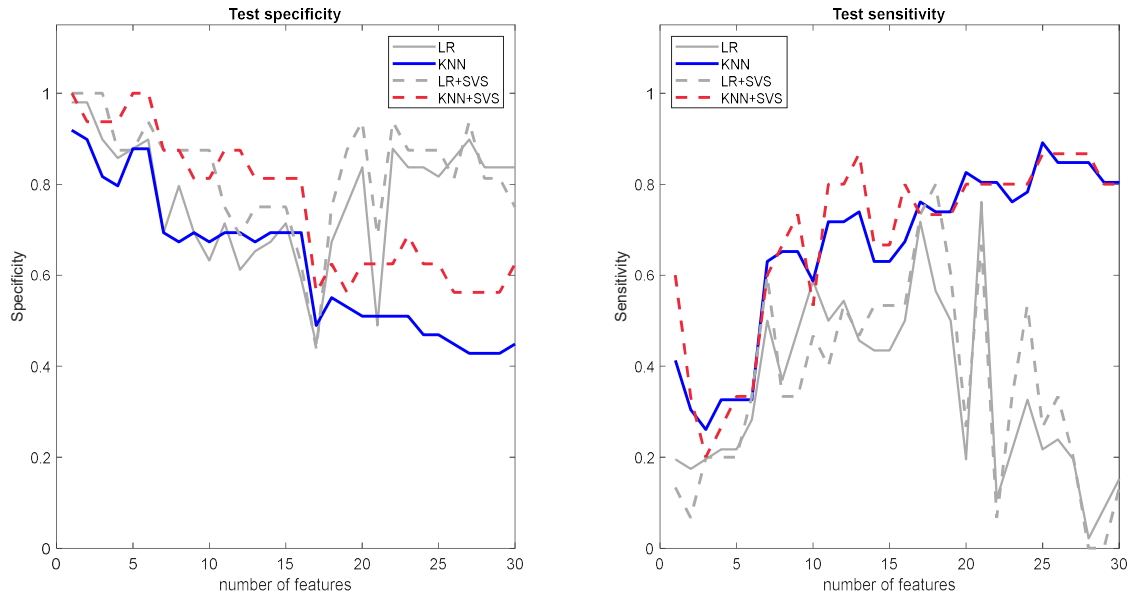 Test specificity
LR
KNN
LR+SVS
KNN+SVS
1
0.8
0.6
0.4
0.2
0
Specificity
0 5 10 15 20 25 30
number of features
Test sensitivity
LR
KNN
LR+SVS
KNN+SVS
1
0.8
0.6
0.4
0.2
0
Sensitivity
0 5 10 15 20 25 30
number of features